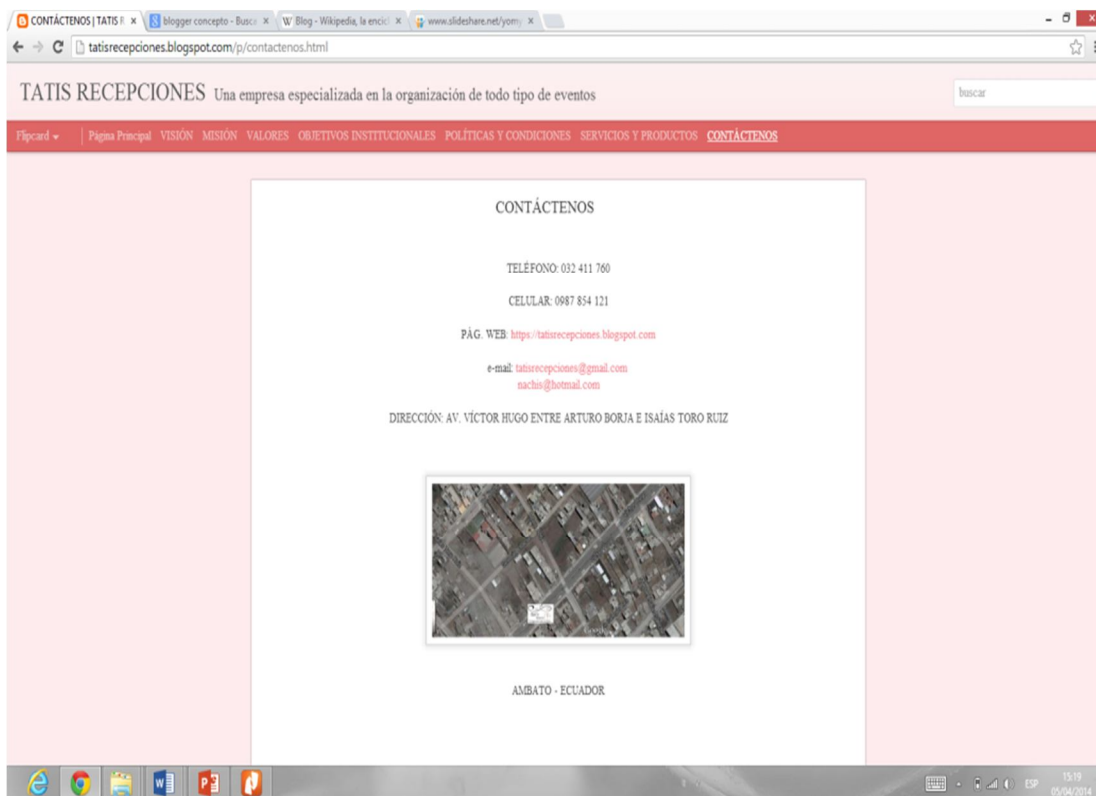 CONTÁCTENOS | TATIS R
blogger concepto - Busca
Blog - Wikipedia, la encicl
www.slideshare.net/yomy
tatisrecepciones.blogspot.com/p/contactenos.html
TATIS RECEPCIONES Una empresa especializada en la organización de todo tipo de eventos
buscar
Flipcard Página Principal VISIÓN MISIÓN VALORES OBJETIVOS INSTITUCIONALES POLÍTICAS Y CONDICIONES SERVICIOS Y PRODUCTOS CONTÁCTENOS
CONTÁCTENOS
TELÉFONO: 032 411 760
CELULAR: 0987 854 121
PÁG. WEB: https://tatisrecepciones.blogspot.com
e-mail: tatisrecepciones@gmail.com
nachis@hotmail.com
DIRECCIÓN: AV. VÍCTOR HUGO ENTRE ARTURO BORJA E ISAÍAS TORO RUIZ
AMBATO - ECUADOR
ESP
15:19
05/04/2014